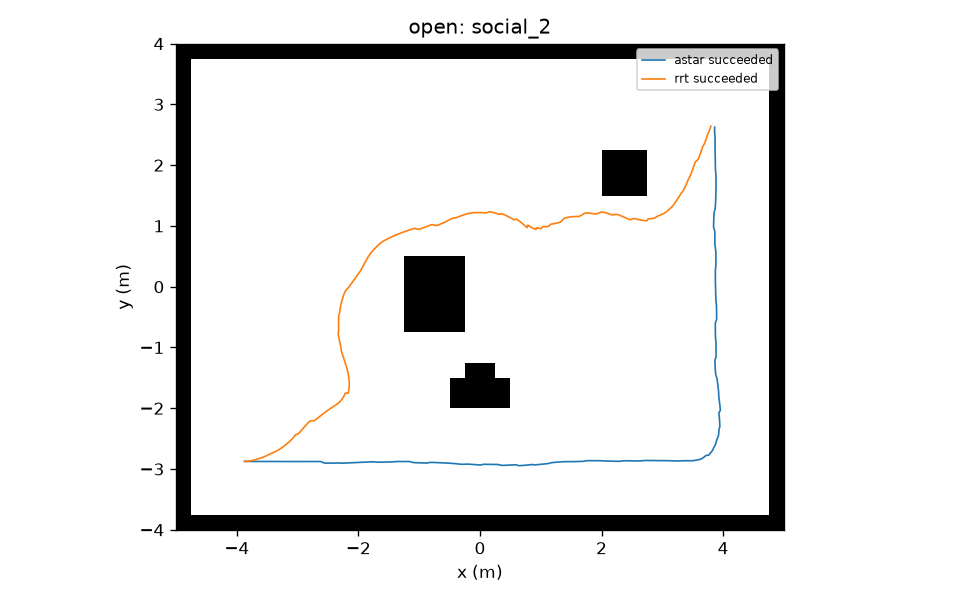 open: social_2
astar succeeded
rrt succeeded
4
3
2
1
0
−1
−2
−3
−4
y (m)
−4 −2 0 2 4
x (m)